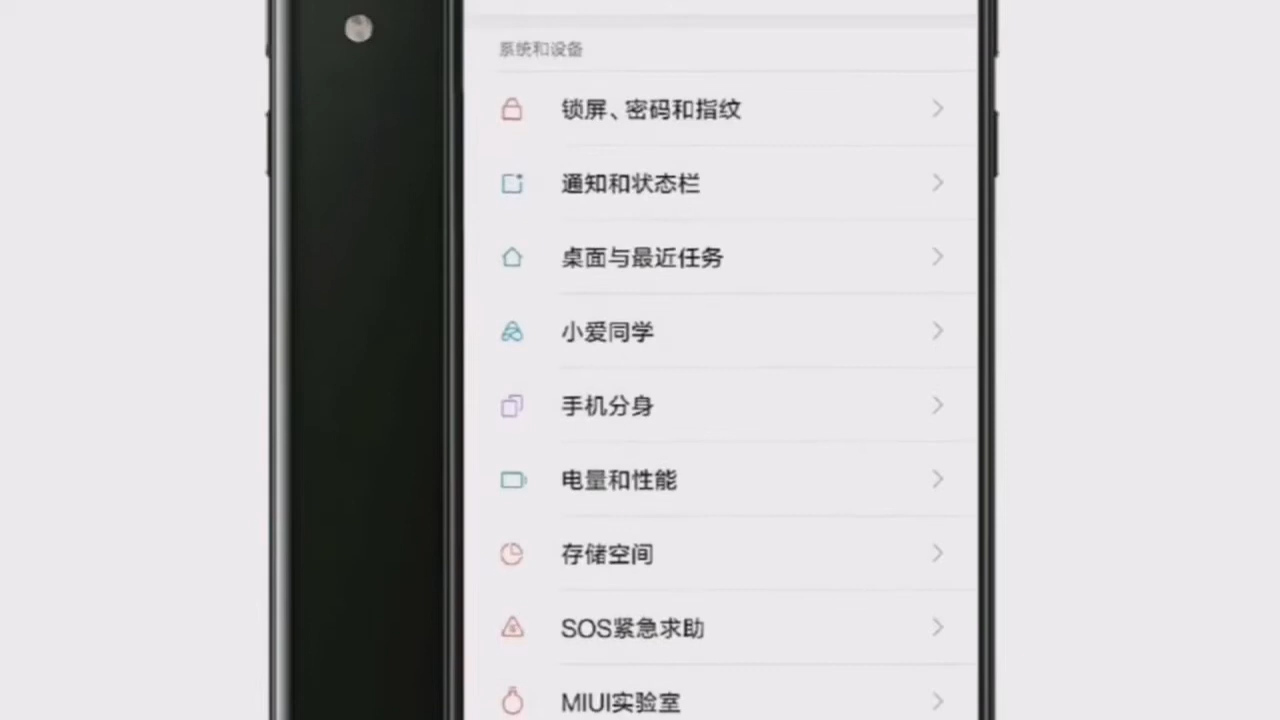 系统和设备
锁屏、密码和指纹
通知和状态栏
桌面与最近任务
小爱同学
手机分身
电量和性能
存储空间
SOS紧急求助
MIUI实验室